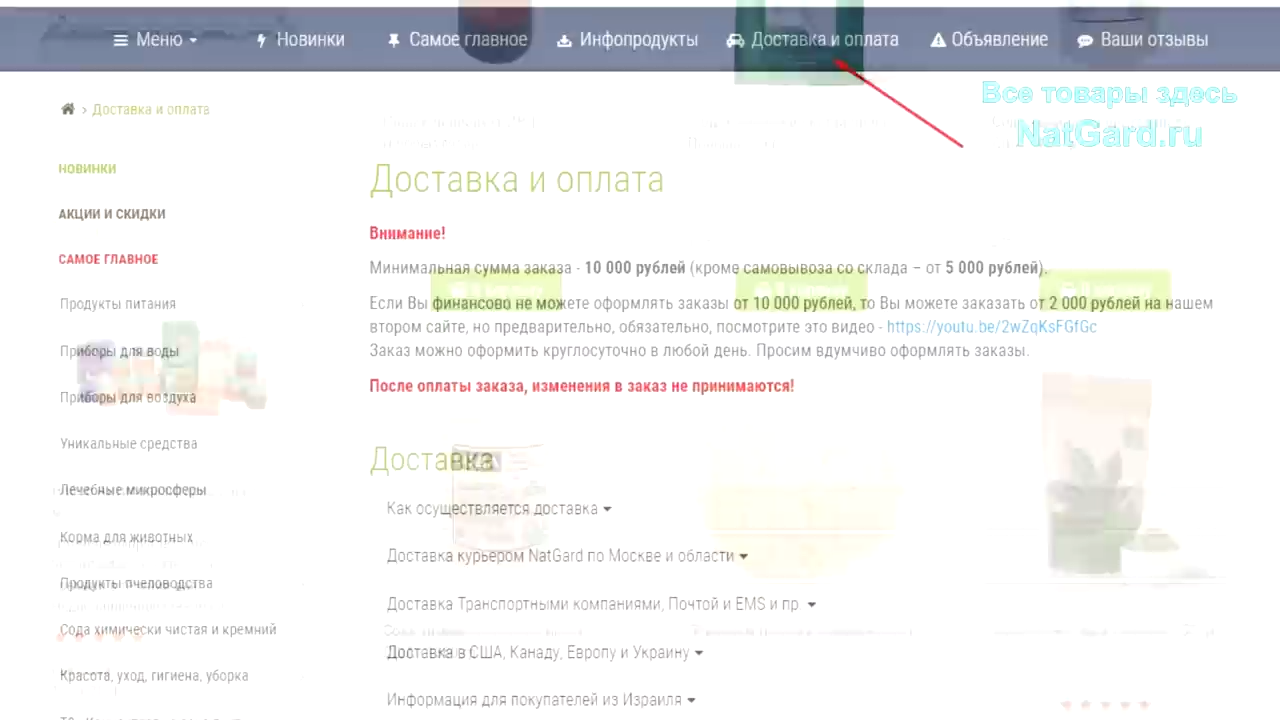 Меню
Новинки
Самое главное
Инфопродукты
Доставка и оплата
Объявление
Ваши отзывы
Все товары здесь
NatGard.ru
› Доставка и оплата
НОВИНКИ
АКЦИИ И СКИДКИ
САМОЕ ГЛАВНОЕ
Продукты питания
Приборы для воды
Приборы для воздуха
Уникальные средства
Лечебные микросферы
Корма для животных
Продукты пчеловодства
Сода химически чистая и кремний
Красота, уход, гигиена, уборка
Доставка и оплата
Внимание!
Минимальная сумма заказа - 10 000 рублей (кроме самовывоза со склада – от 5 000 рублей).
Если Вы финансово не можете оформлять заказы от 10 000 рублей, то Вы можете заказать от 2 000 рублей на нашем
втором сайте, но предварительно, обязательно, посмотрите это видео - https://youtu.be/2wZqKsFGfGc
Заказ можно оформить круглосуточно в любой день. Просим вдумчиво оформлять заказы.
После оплаты заказа, изменения в заказ не принимаются!
Доставка
Как осуществляется доставка
Доставка курьером NatGard по Москве и области
Доставка Транспортными компаниями, Почтой и EMS и пр
Доставка в США, Канаду, Европу и Украину
Информация для покупателей из Израиля